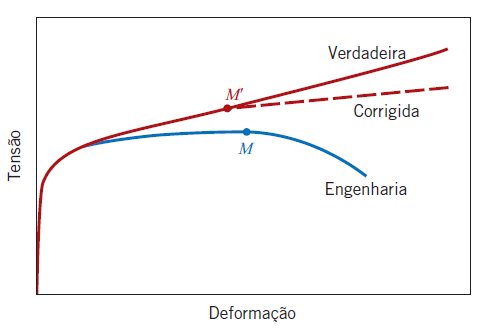 Verdadeira
M'
Corrigida
M
Engenharia
Tensão
Deformação